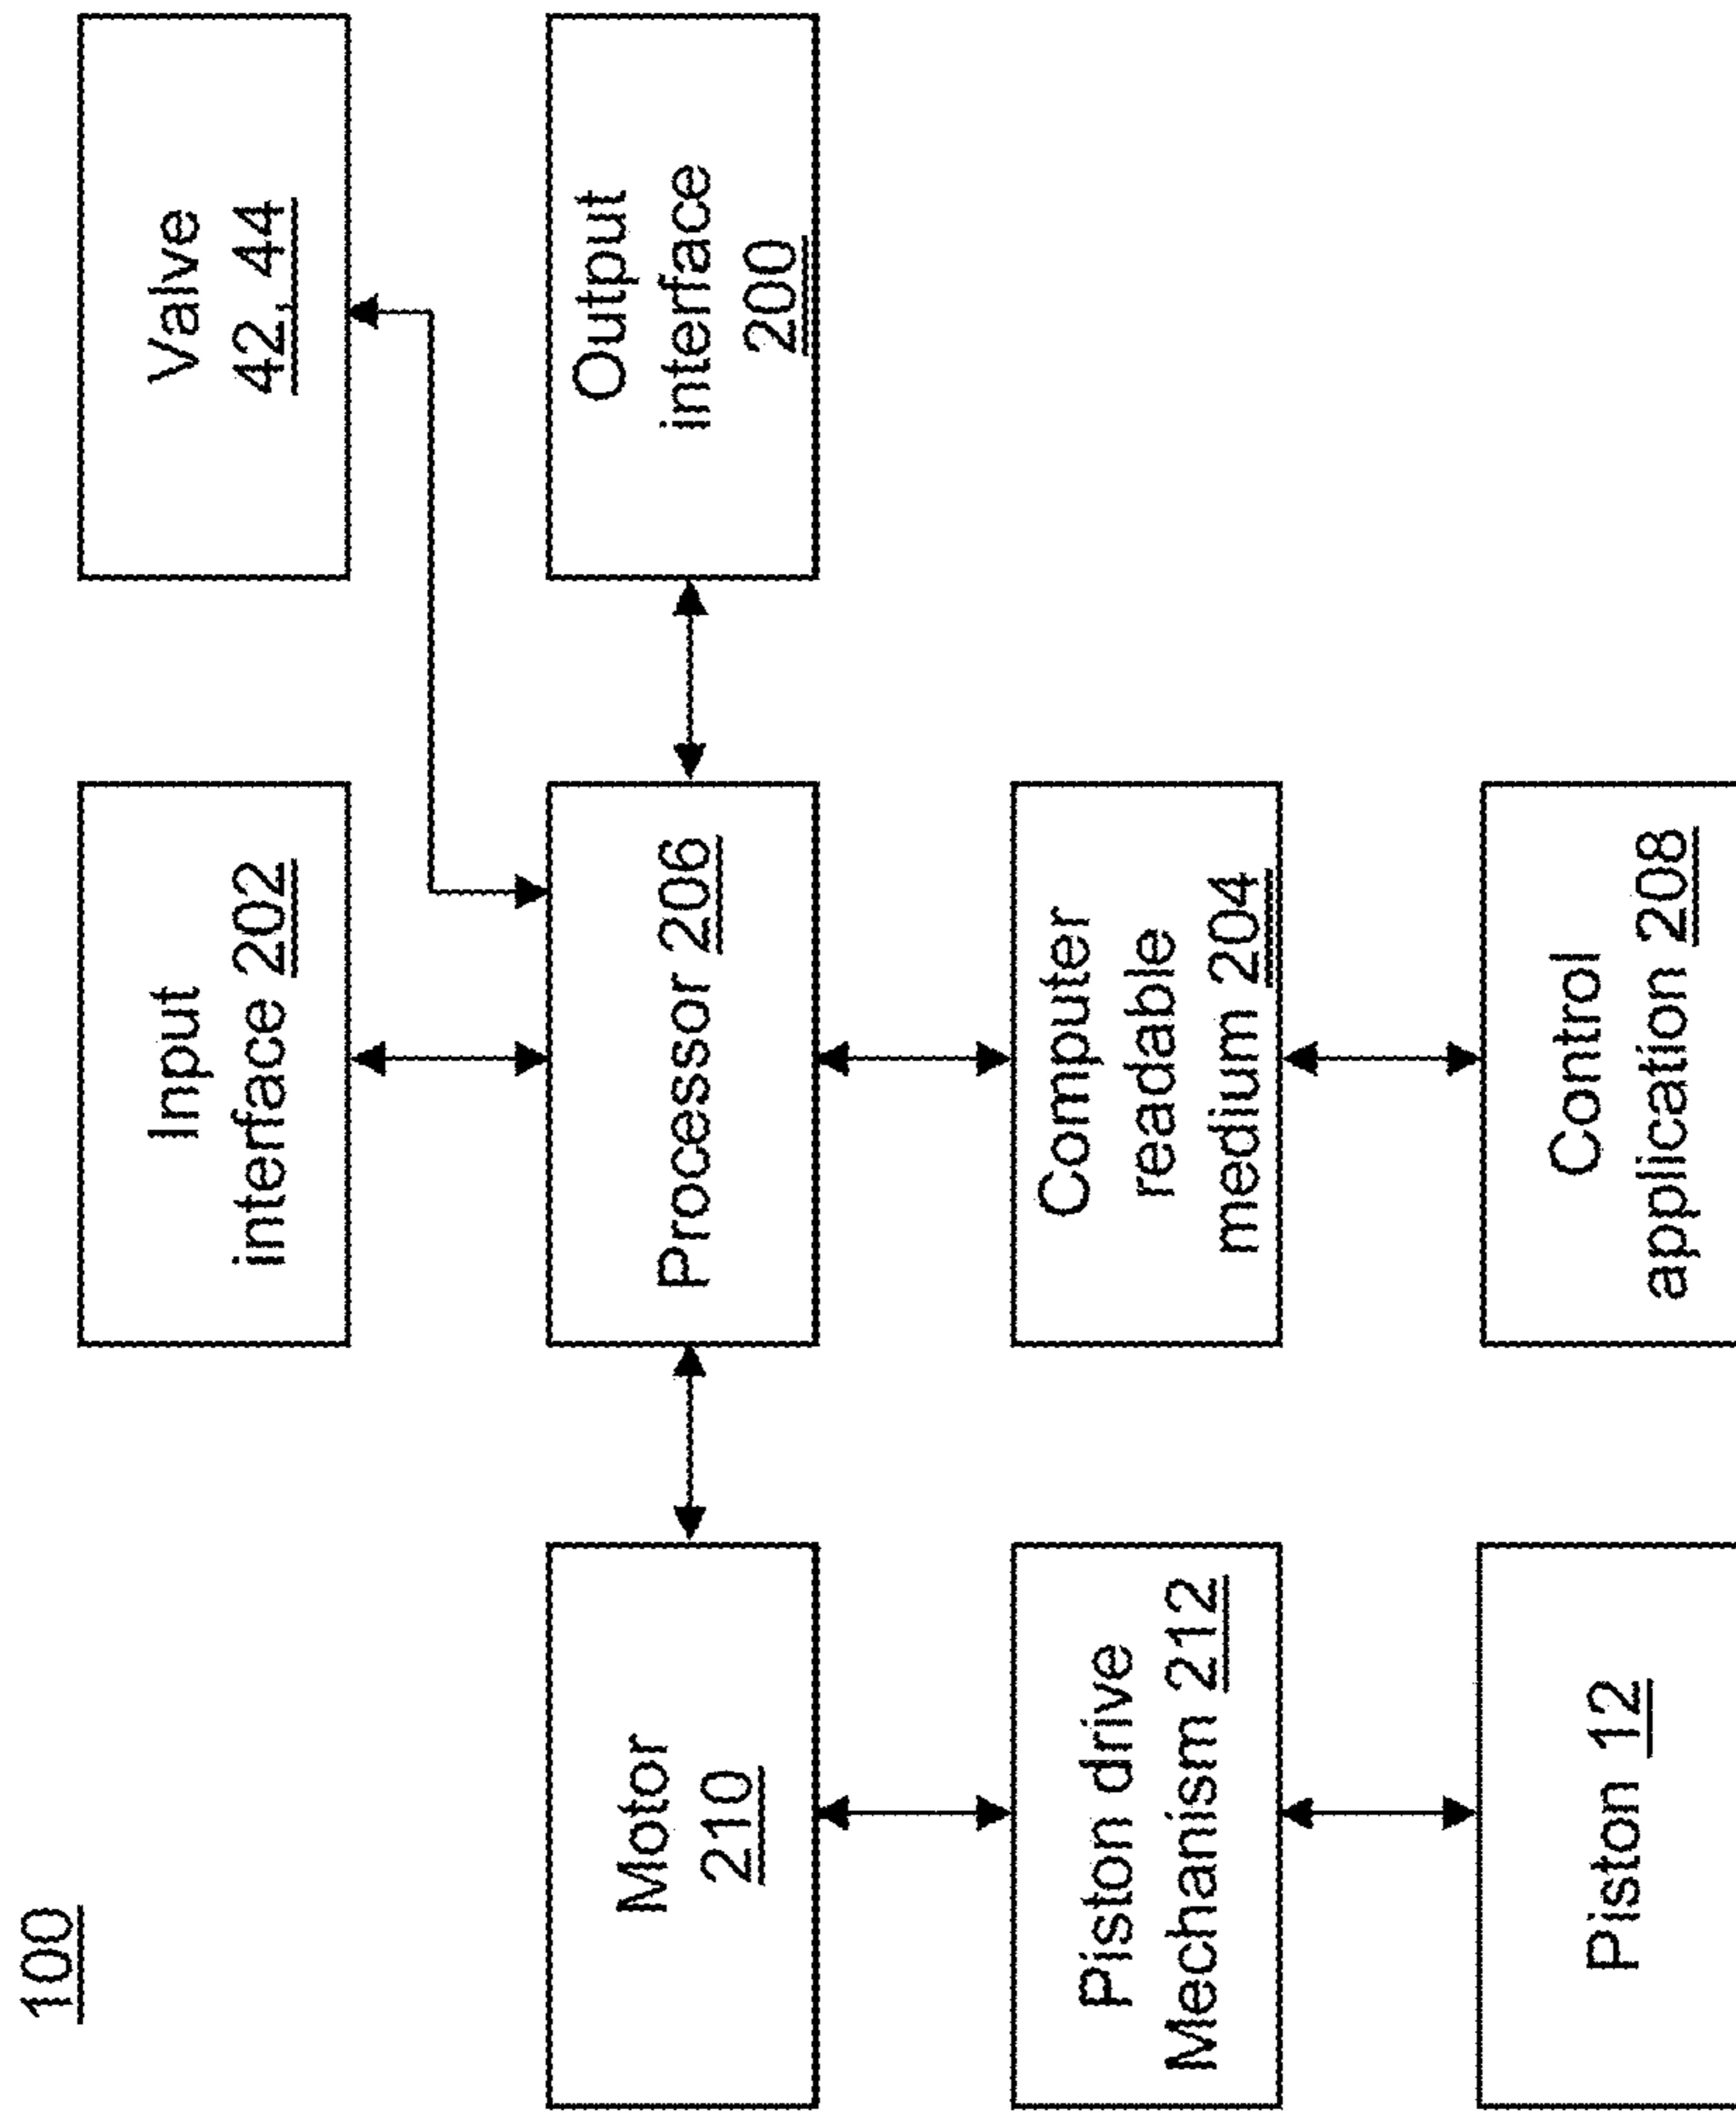 100
Input
interface 202
Valve
42, 44
Motor
210
Processor 206
Output
interface
200
Piston drive
Mechanism 212
Computer
readable
medium 204
Piston 12
Control
application 208